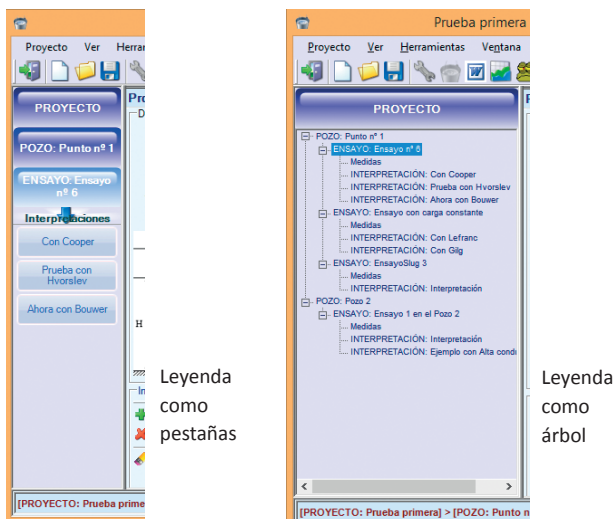 Proyecto Ver Herrar
PROYECTO
POZO: Punto nº 1
ENSAYO: Ensayo
nº 6
Interpretaciones
Con Cooper
Prueba con
Hvorslev
Ahora con Bouwer
Pro
D
H
In
[PROYECTO: Prueba prime
Leyenda
como
pestañas
Prueba primera
Proyecto Ver Herramientas Ventana
PROYECTO
POZO: Punto nº 1
ENSAYO: Ensayo nº 6
Medidas
INTERPRETACIÓN: Con Cooper
INTERPRETACIÓN: Prueba con Hvorslev
INTERPRETACIÓN: Ahora con Bouwer
ENSAYO: Ensayo con carga constante
Medidas
INTERPRETACIÓN: Con Lefranc
INTERPRETACIÓN: Con Gilg
ENSAYO: EnsayoSlug 3
Medidas
INTERPRETACIÓN: Interpretación
POZO: Pozo 2
ENSAYO: Ensayo 1 en el Pozo 2
Medidas
INTERPRETACIÓN: Interpretación
INTERPRETACIÓN: Ejemplo con Alta condu
[PROYECTO: Prueba primera] > [POZO: Punto n
Leyenda
como
árbol